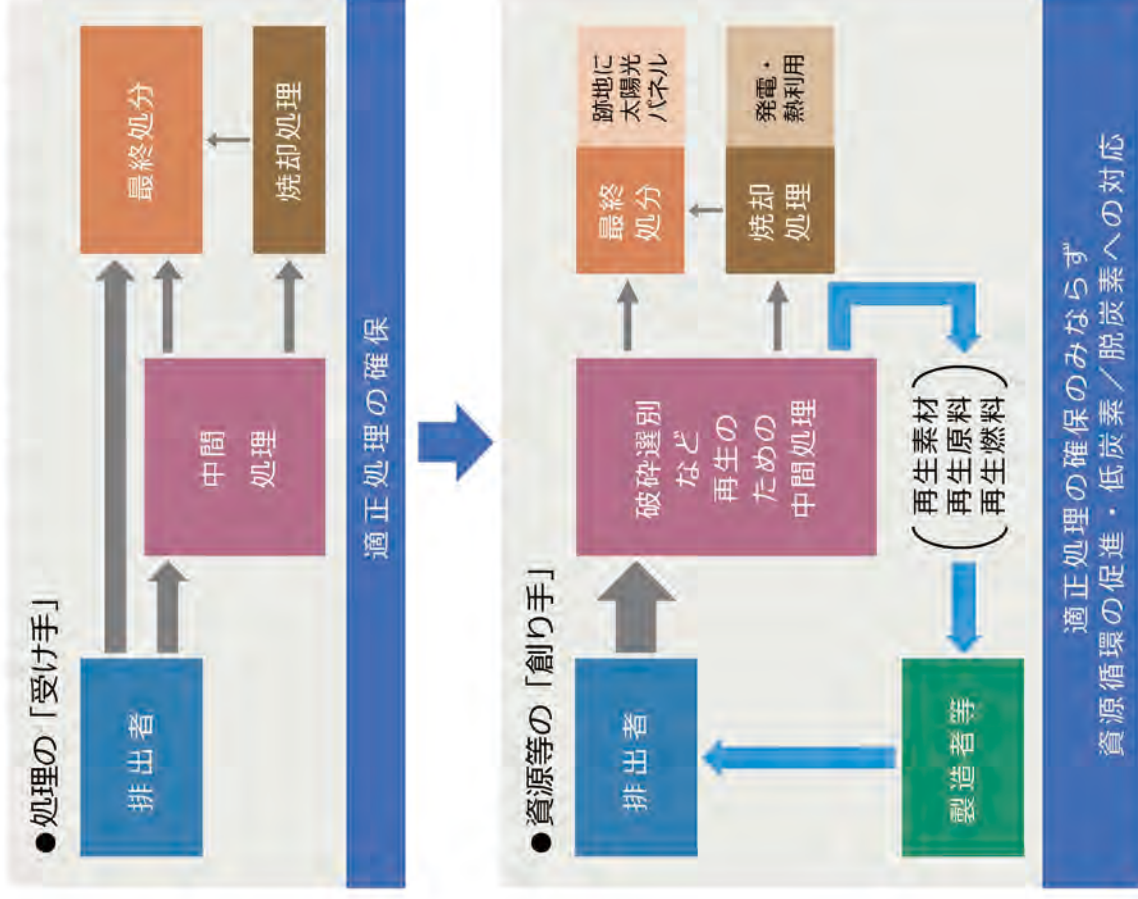 ●処理の「受け手」
排出者
中間
処理
最終処分
焼却処理
適正処理の確保
●資源等の「創り手」
排出者
破砕選別
など
再生の
ための
中間処理
最終
処分
跡地に
太陽光
パネル
焼却
処理
発電・
熱利用
(再生素材
再生原料
再生燃料)
製造者等
適正処理の確保のみならず
資源循環の促進・低炭素／脱炭素への対応